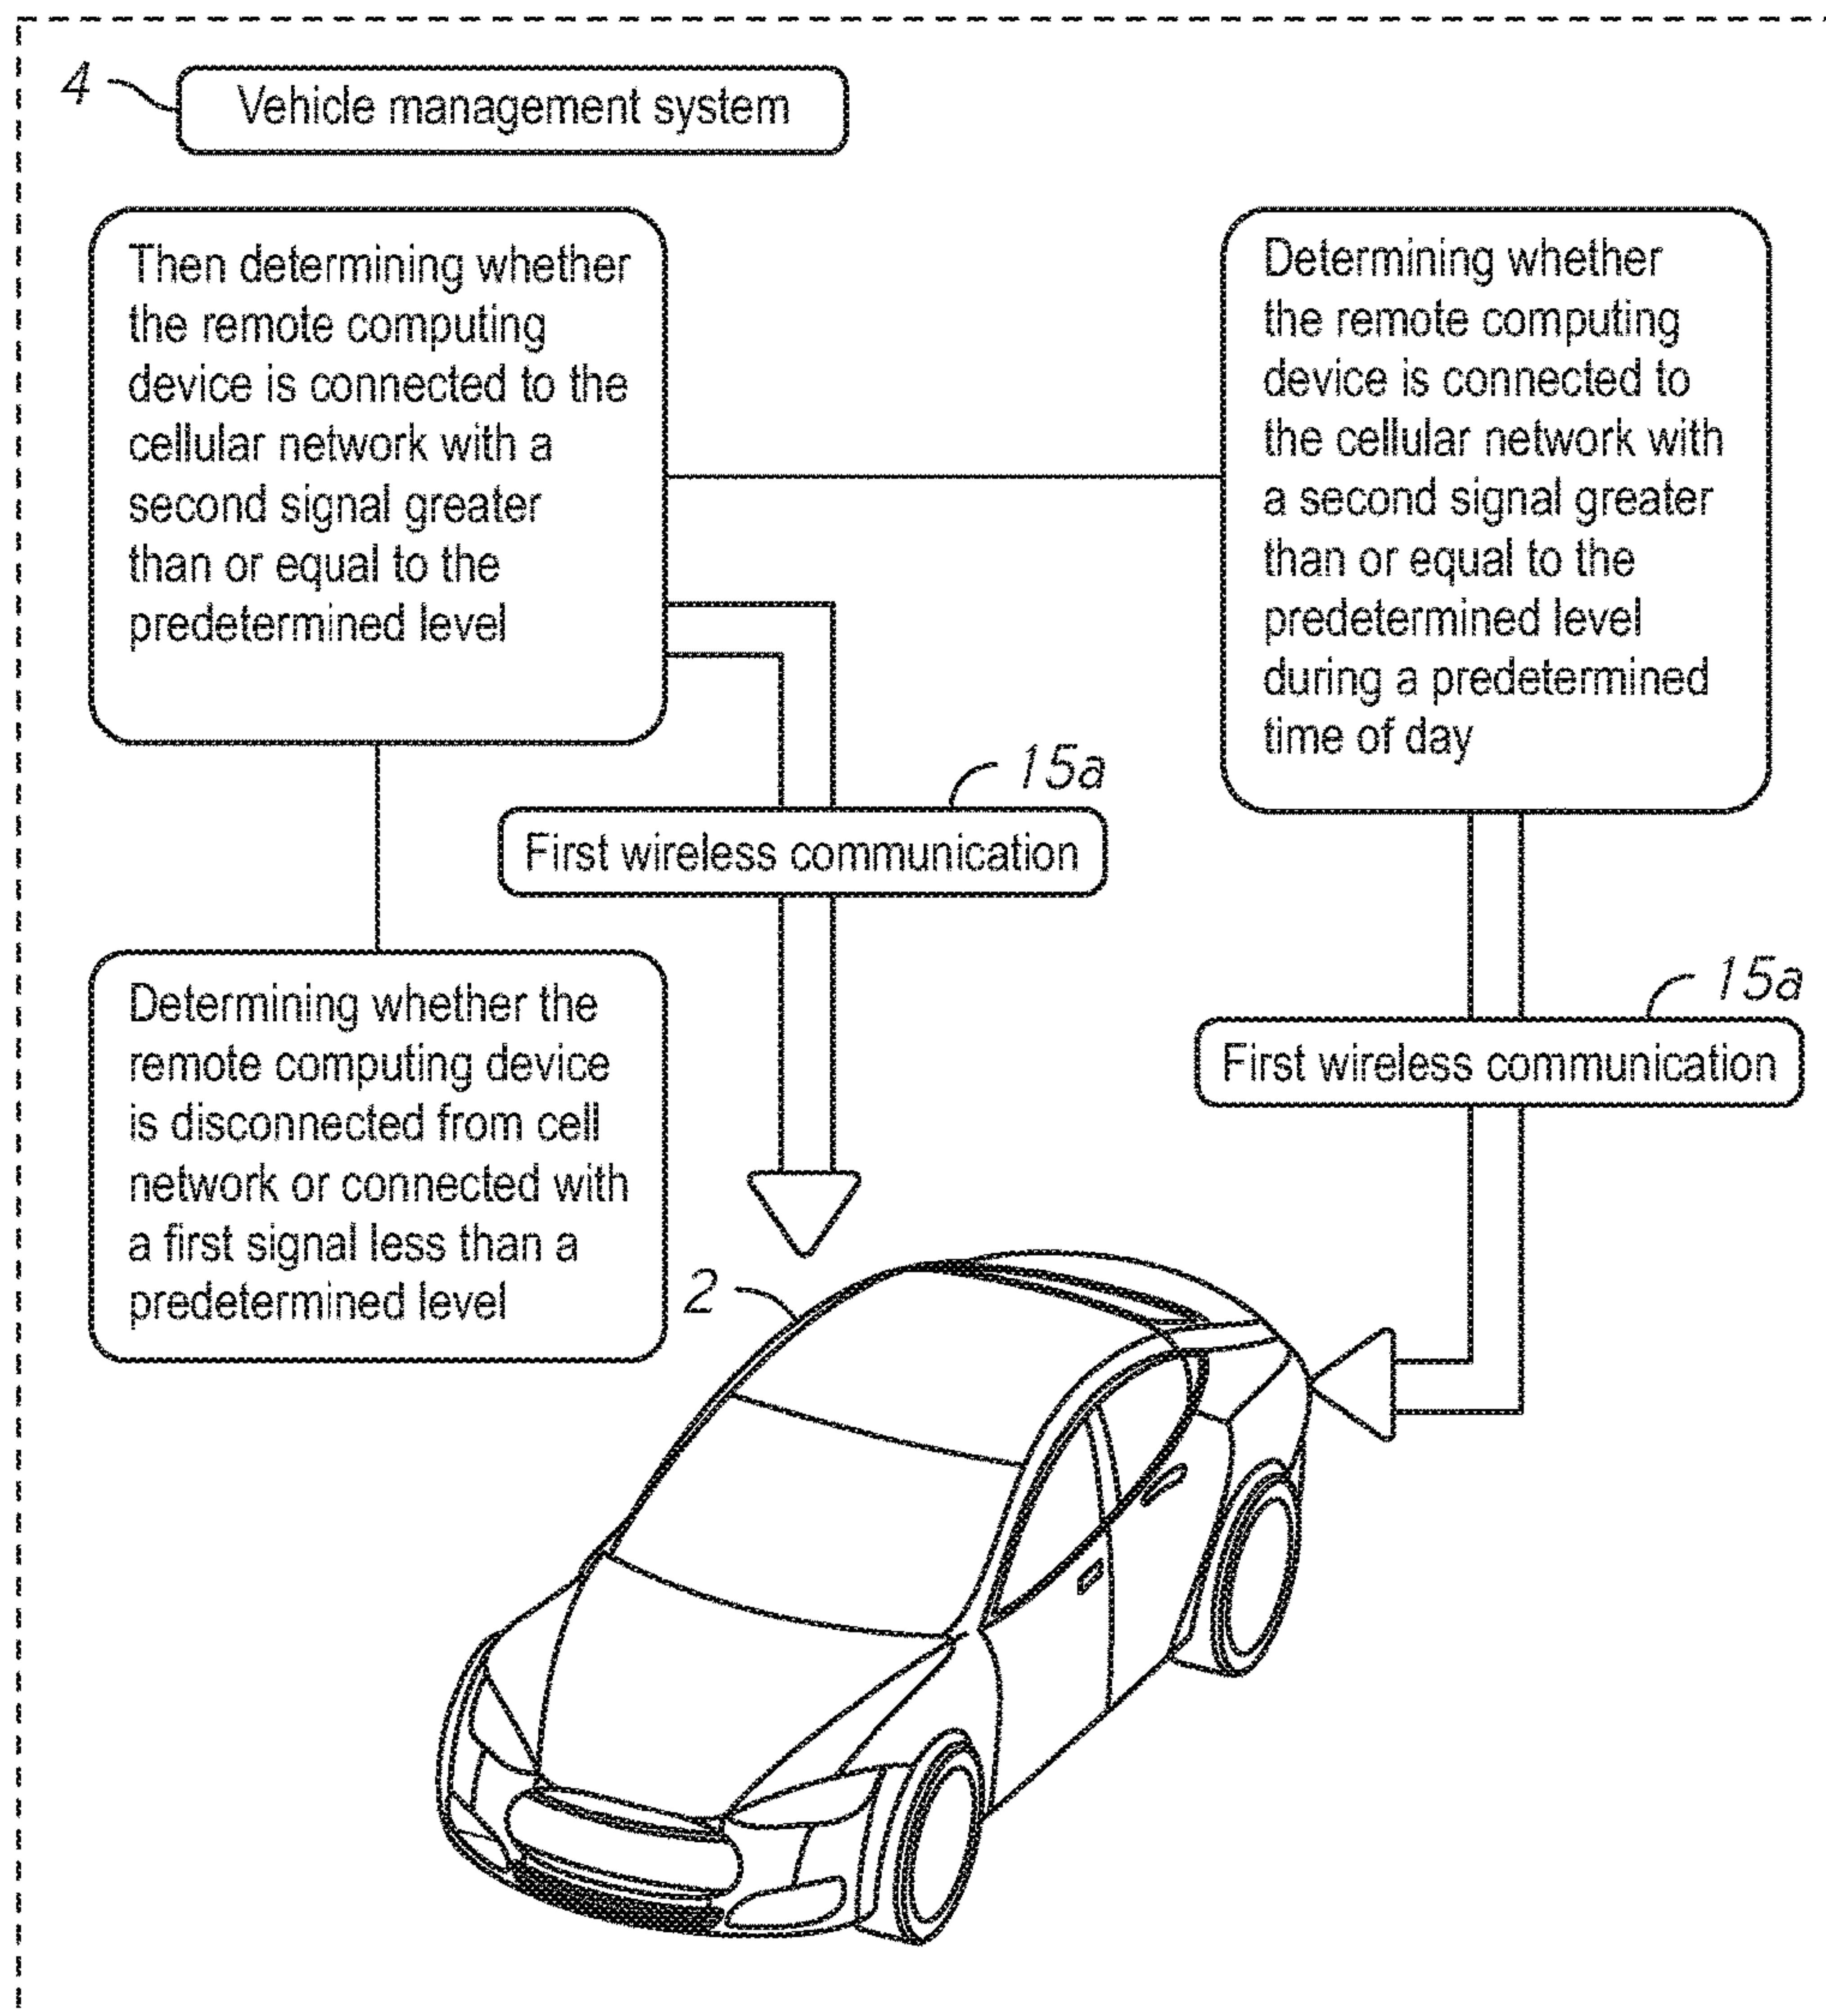 4
Vehicle management system
Then determining whether
the remote computing
device is connected to the
cellular network with a
second signal greater
than or equal to the
predetermined level
Determining whether
the remote computing
device is connected to
the cellular network with
a second signal greater
than or equal to the
predetermined level
during a predetermined
time of day
15a
First wireless communication
Determining whether the
remote computing device
is disconnected from cell
network or connected with
a first signal less than a
predetermined level
15a
First wireless communication
2